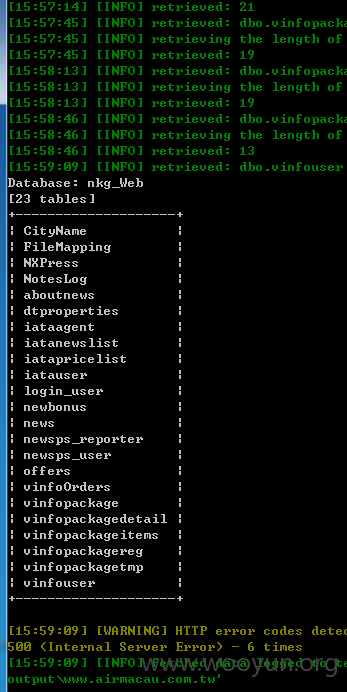 [15:57:14] [INFO] retrieved: 21
[15:57:45] [INFO] retrieved: dbo.vinfopacka
[15:57:45] [INFO] retrieving the length of
[15:57:45] [INFO] retrieved: 19
[15:58:13] [INFO] retrieved: dbo.vinfopacka
[15:58:13] [INFO] retrieving the length of
[15:58:13] [INFO] retrieved: 19
[15:58:46] [INFO] retrieved: dbo.vinfopacka
[15:58:46] [INFO] retrieving the length of
[15:58:46] [INFO] retrieved: 13
[15:59:09] [INFO] retrieved: dbo.vinfouser
Database: nkg_Web
[23 tables]
+--------------------+
| CityName |
| FileMapping |
| NXPress |
| NotesLog |
| aboutnews |
| dtproperties |
| iataagent |
| iatanewslist |
| iatapricelist |
| iatauser |
| login_user |
| newbonus |
| news |
| newsps_reporter |
| newsps_user |
| offers |
| vinfoOrders |
| vinfopackage |
| vinfopackagedetail |
| vinfopackageitems |
| vinfopackagereg |
| vinfopackagetmp |
| vinfouser |
+--------------------+
[15:59:09] [WARNING] HTTP error codes detec
500 (Internal Server Error) - 6 times
[15:59:09] [INFO] fetched data logged to te
output\www.airmacau.com.tw'
www.wooyun.org